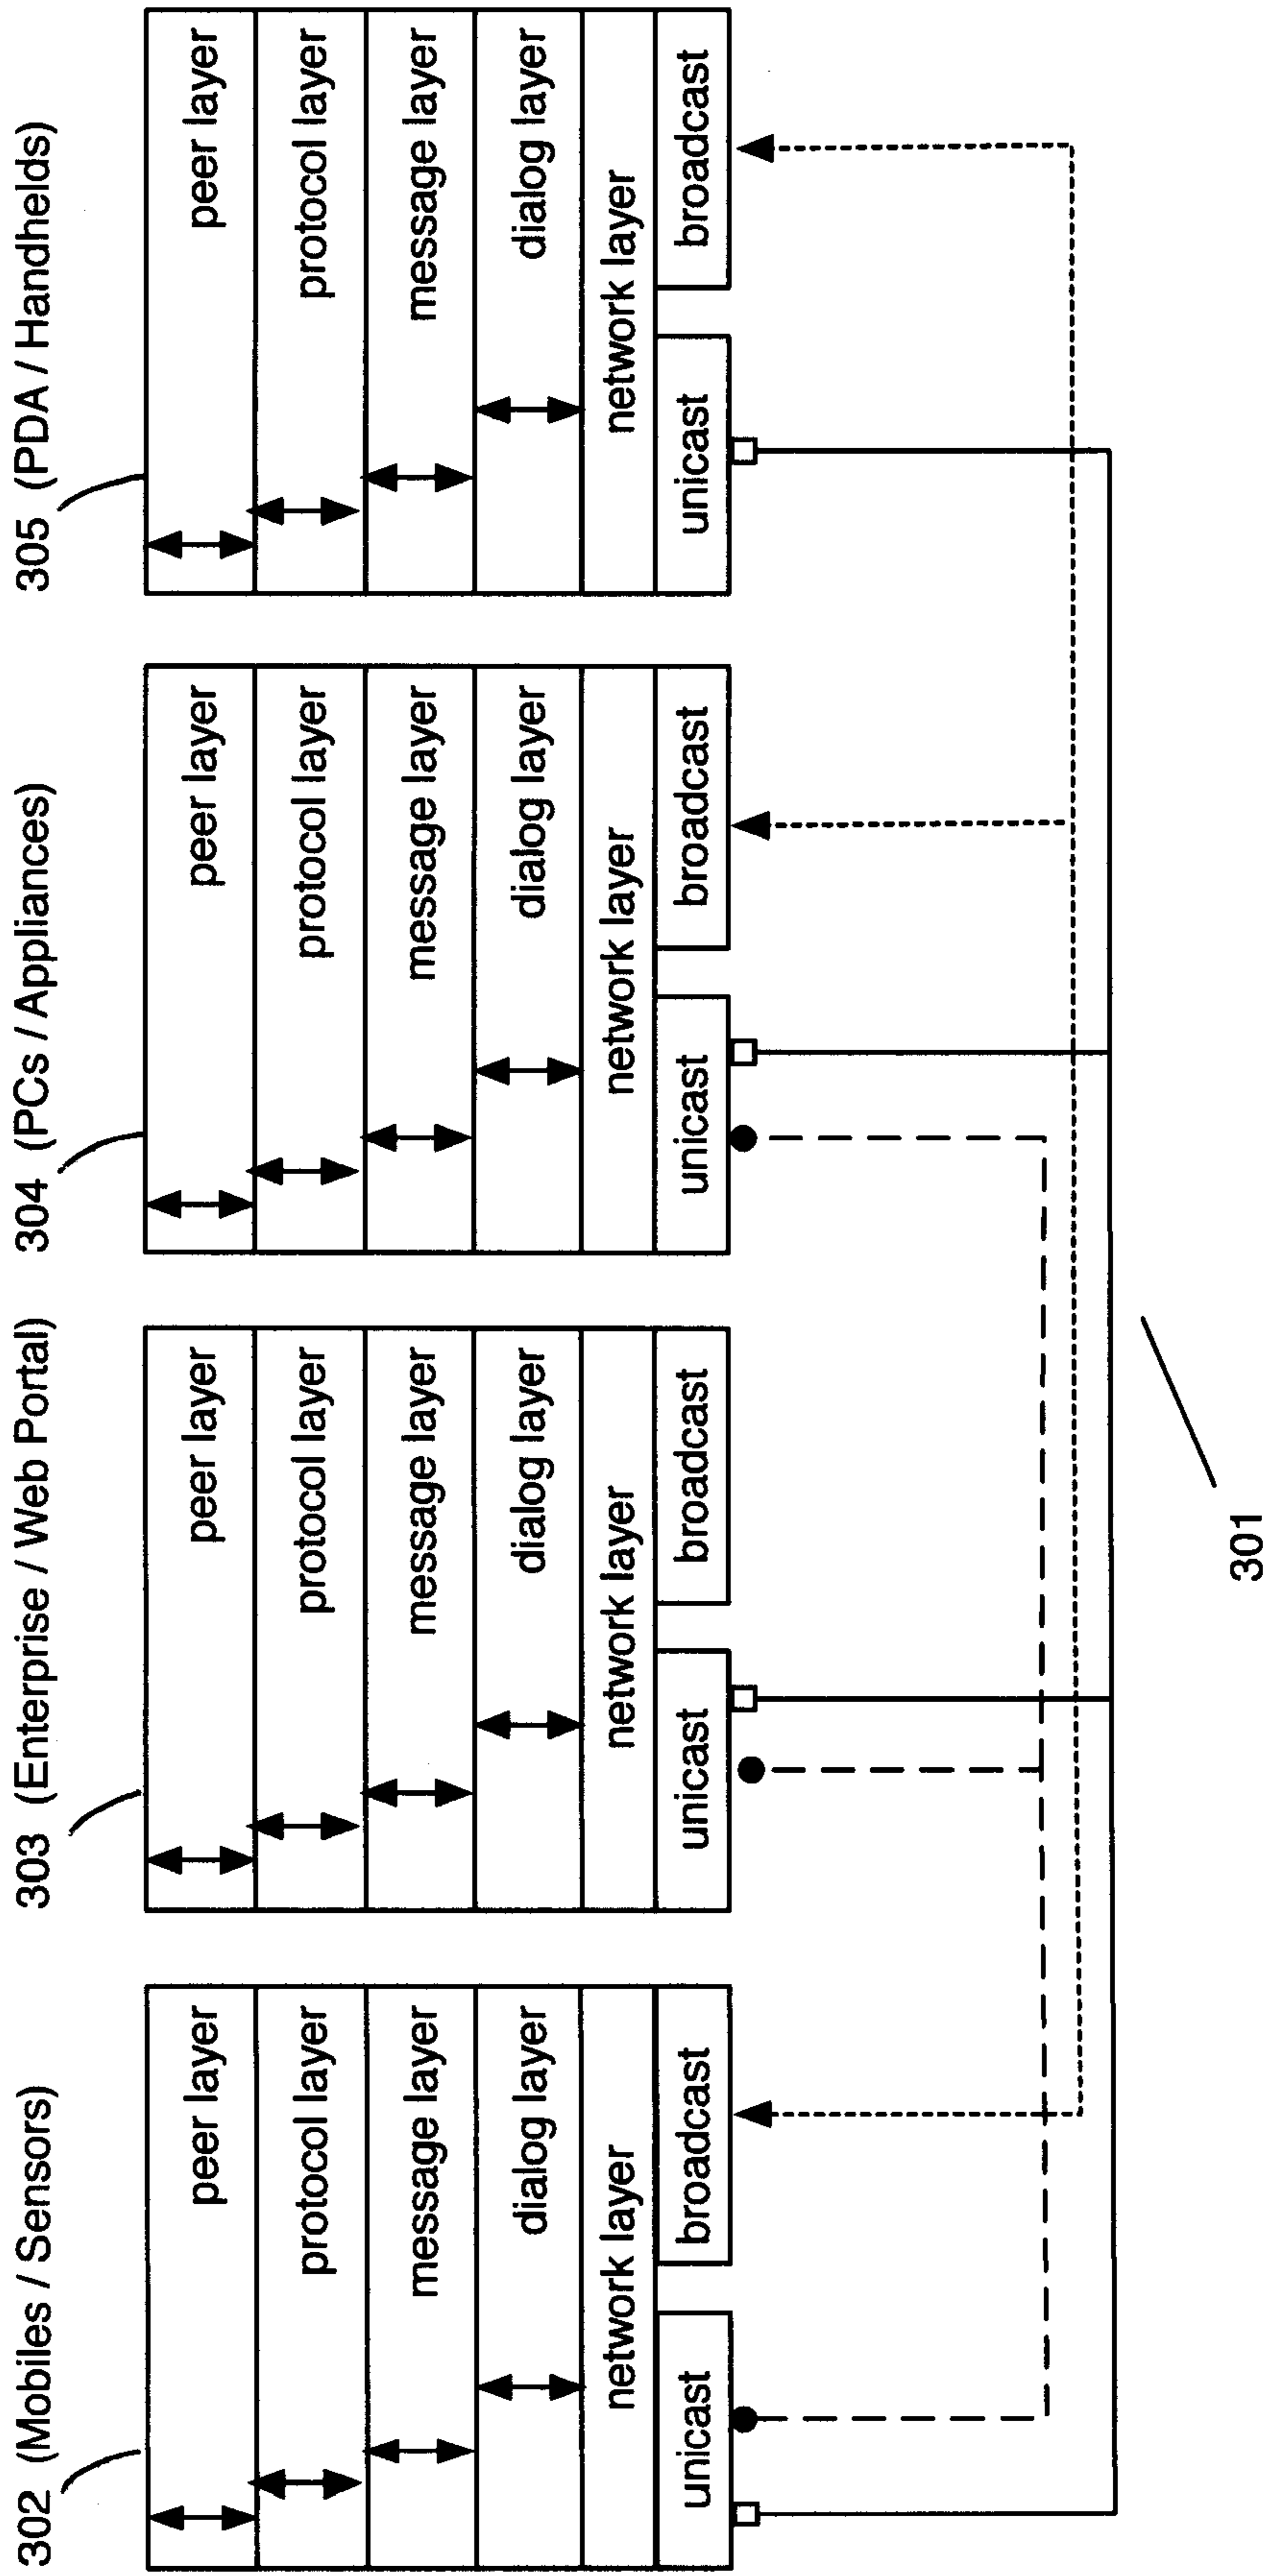 302 (Mobiles / Sensors)
peer layer
protocol layer
message layer
dialog layer
network layer
unicast
broadcast
303 (Enterprise / Web Portal)
peer layer
protocol layer
message layer
dialog layer
network layer
unicast
broadcast
304 (PCs / Appliances)
peer layer
protocol layer
message layer
dialog layer
network layer
unicast
broadcast
305 (PDA / Handhelds)
peer layer
protocol layer
message layer
dialog layer
network layer
unicast
broadcast
301